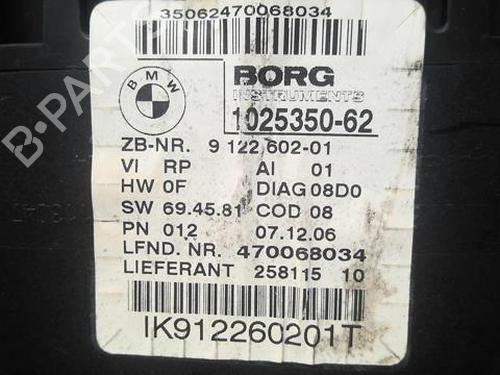 35062470068034
BMW
BORG
INSTRUMENTS
1025350-62
ZB-NR. 9 122 602-01
VI RP AI 01
HW 0F DIAG 08D0
SW 69.45.81 COD 08
PN 012 07.12.06
LFND. NR. 470068034
LIEFERANT 258115 10
IK912260201T